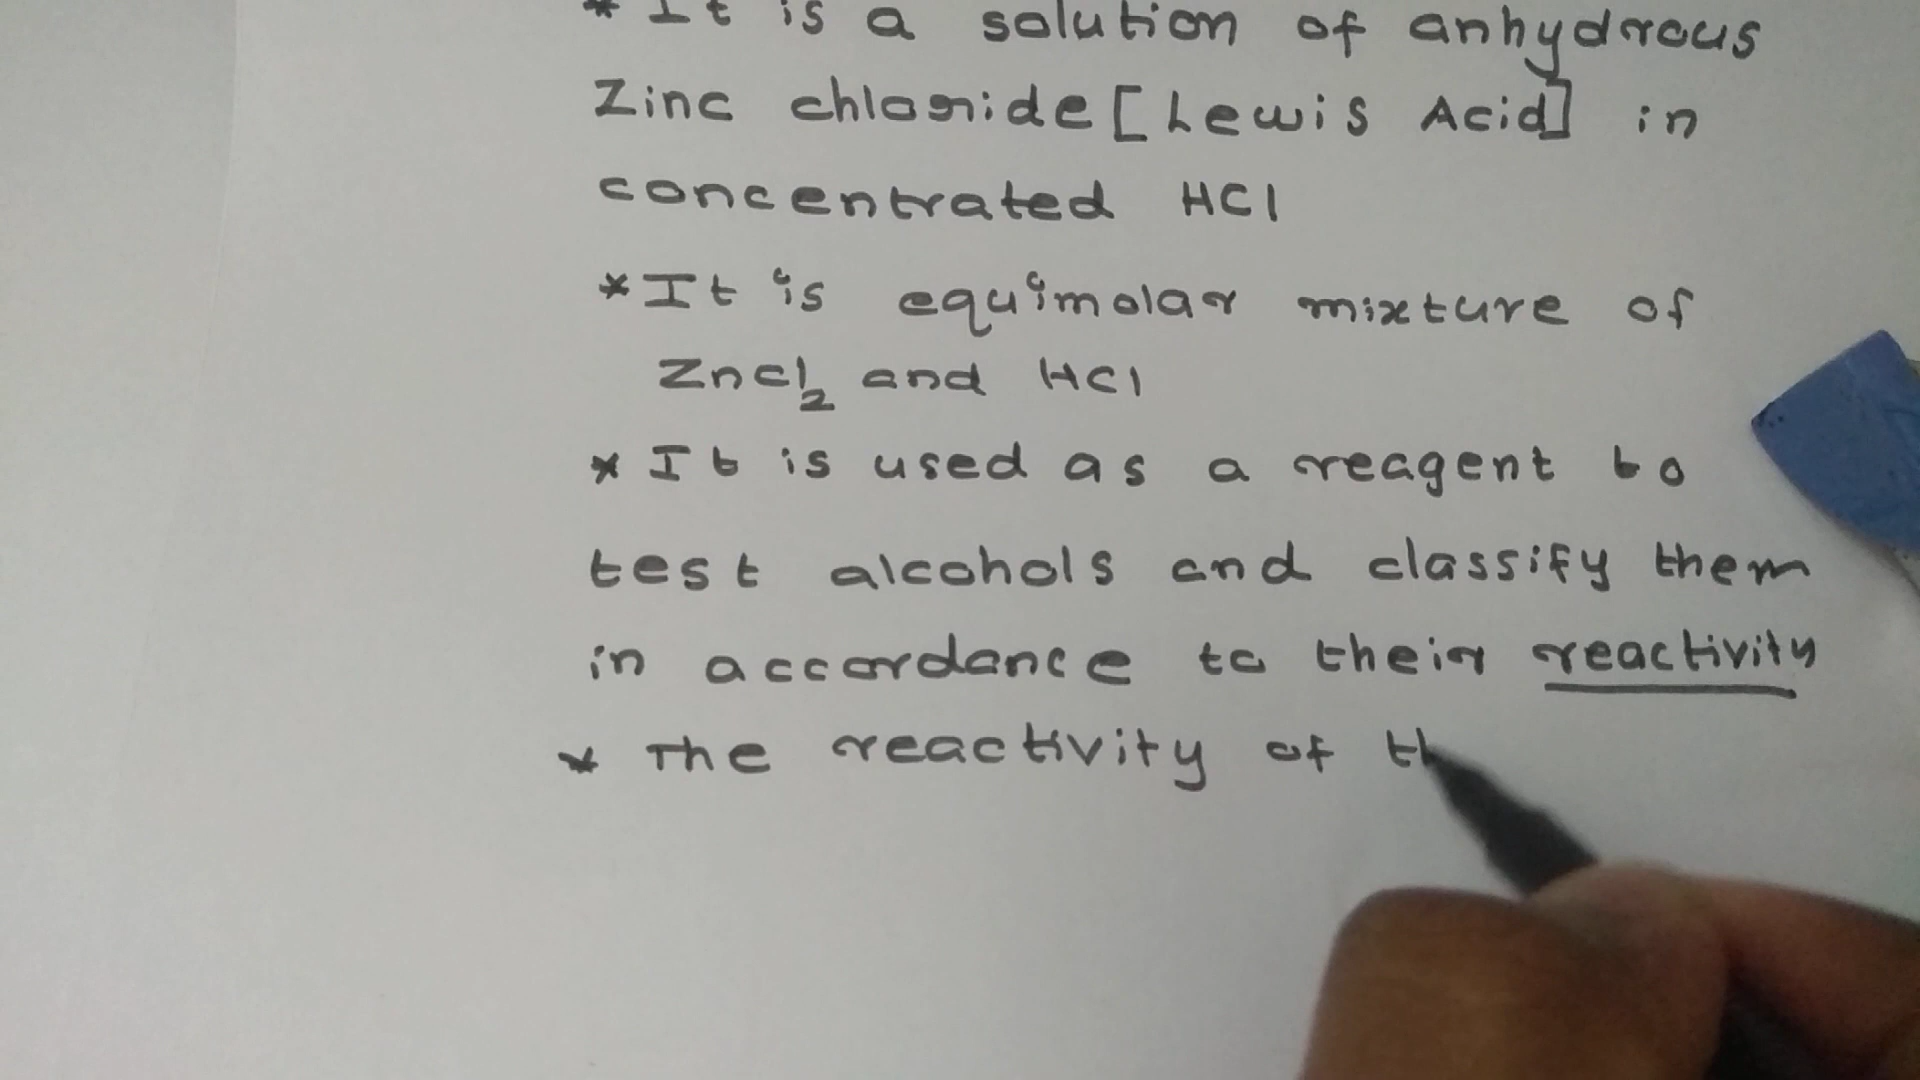 * It is a solution of anhydrous
Zinc chloride [Lewis Acid] in
concentrated HCl
* It is equimolar mixture of
ZnCl2 and HCl
* It is used as a reagent to
test alcohols and classify them
in accordance to their reactivity
* The reactivity of th